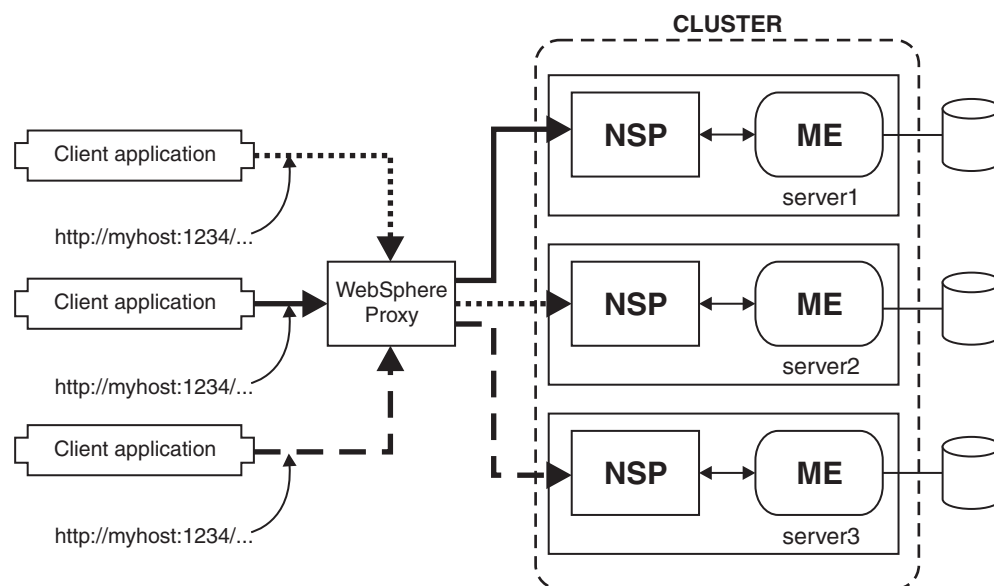 CLUSTER
Client application
http://myhost:1234/...
Client application
http://myhost:1234/...
Client application
http://myhost:1234/...
WebSphere
Proxy
NSP
ME
server1
NSP
ME
server2
NSP
ME
server3